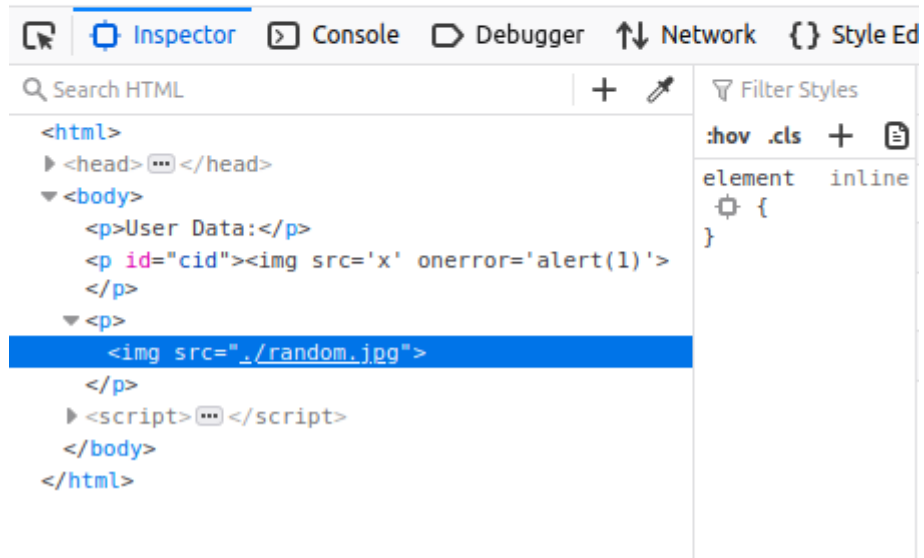 Inspector Console Debugger Network {} Style Ed
Search HTML + Filter Styles
<html>
:hov .cls +
<head> ... </head>
element inline
<body>
{
<p>User Data:</p>
}
<p id="cid"><img src='x' onerror='alert(1)'>
</p>
<p>
<img src="./random.jpg">
</p>
<script> ... </script>
</body>
</html>